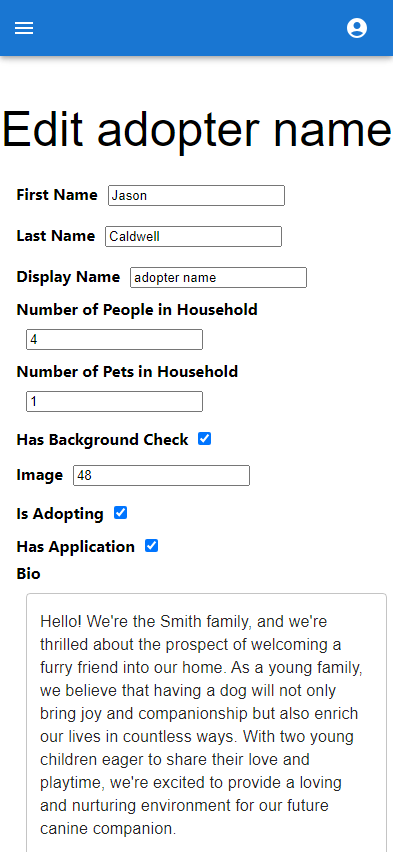 Edit adopter name
First Name Jason
Last Name Caldwell
Display Name adopter name
Number of People in Household
4
Number of Pets in Household
1
Has Background Check
Image 48
Is Adopting
Has Application
Bio
Hello! We're the Smith family, and we're
thrilled about the prospect of welcoming a
furry friend into our home. As a young family,
we believe that having a dog will not only
bring joy and companionship but also enrich
our lives in countless ways. With two young
children eager to share their love and
playtime, we're excited to provide a loving
and nurturing environment for our future
canine companion.